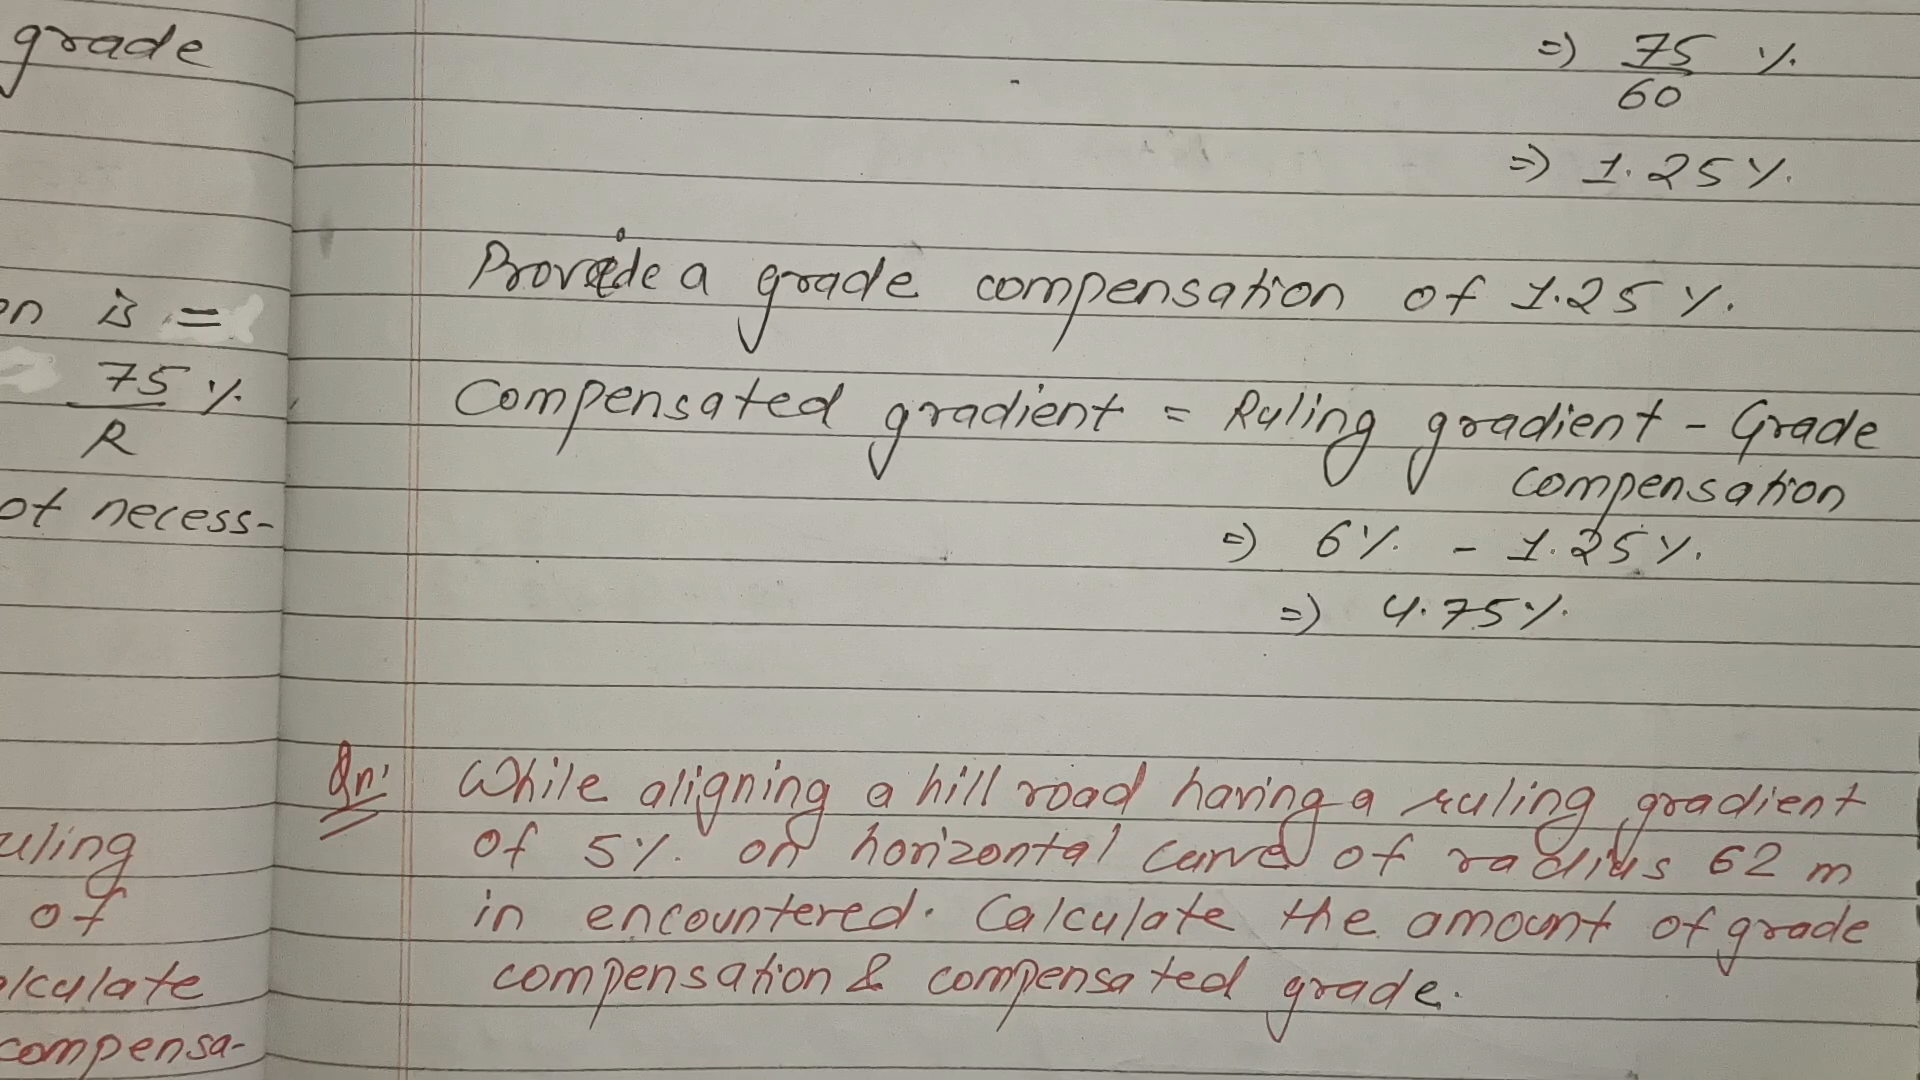 grade
on is =
75 %
R
ot necess-
uling
of
lculate
compensa-
=) 75 %.
60
=) 1.25 %.
Provide a grade compensation of 1.25 %.
Compensated gradient = Ruling gradient - Grade
compensation
=) 6 %. - 1.25 %.
=) 4.75 %.
Qn: While aligning a hill road having a ruling gradient
of 5 %. on horizontal curve of radius 62 m
in encountered. Calculate the amount of grade
compensation & compensated grade.